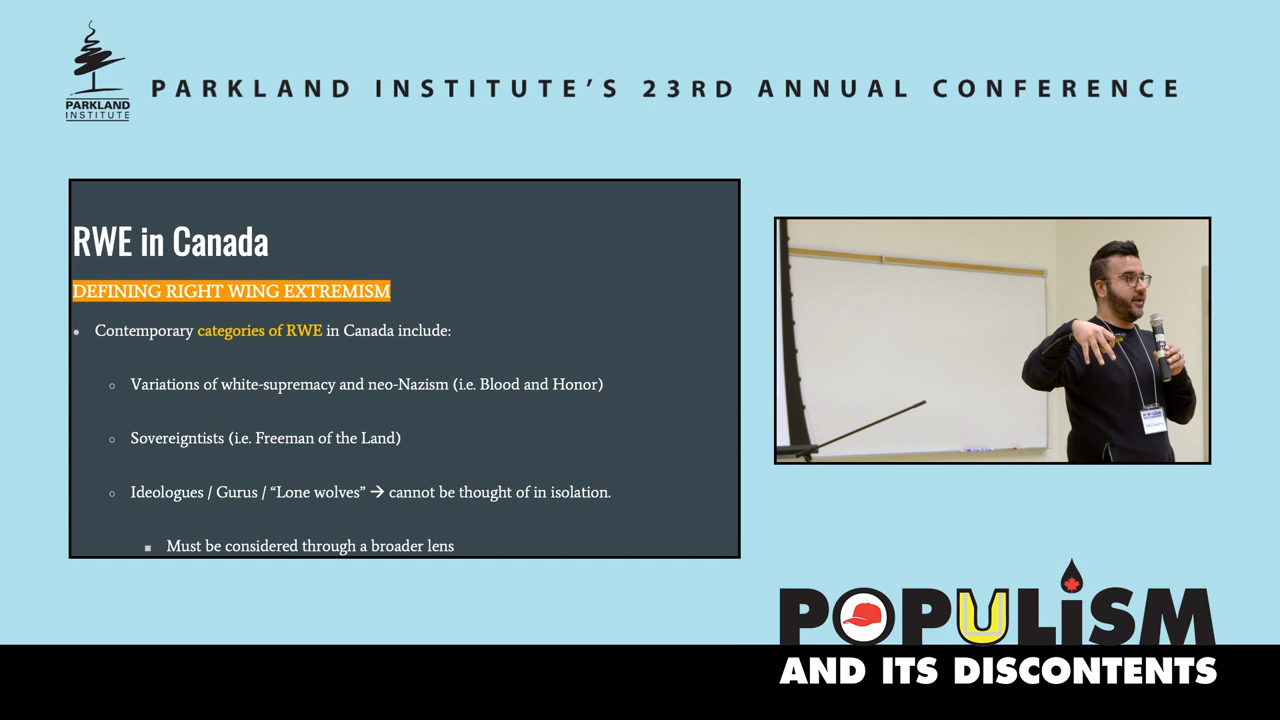 PARKLAND
INSTITUTE
PARKLAND INSTITUTE'S 23RD ANNUAL CONFERENCE
RWE in Canada
DEFINING RIGHT WING EXTREMISM
• Contemporary categories of RWE in Canada include:
○ Variations of white-supremacy and neo-Nazism (i.e. Blood and Honor)
○ Sovereigntists (i.e. Freeman of the Land)
○ Ideologues / Gurus / “Lone wolves” → cannot be thought of in isolation.
■ Must be considered through a broader lens
POPULiSM
AND ITS DISCONTENTS